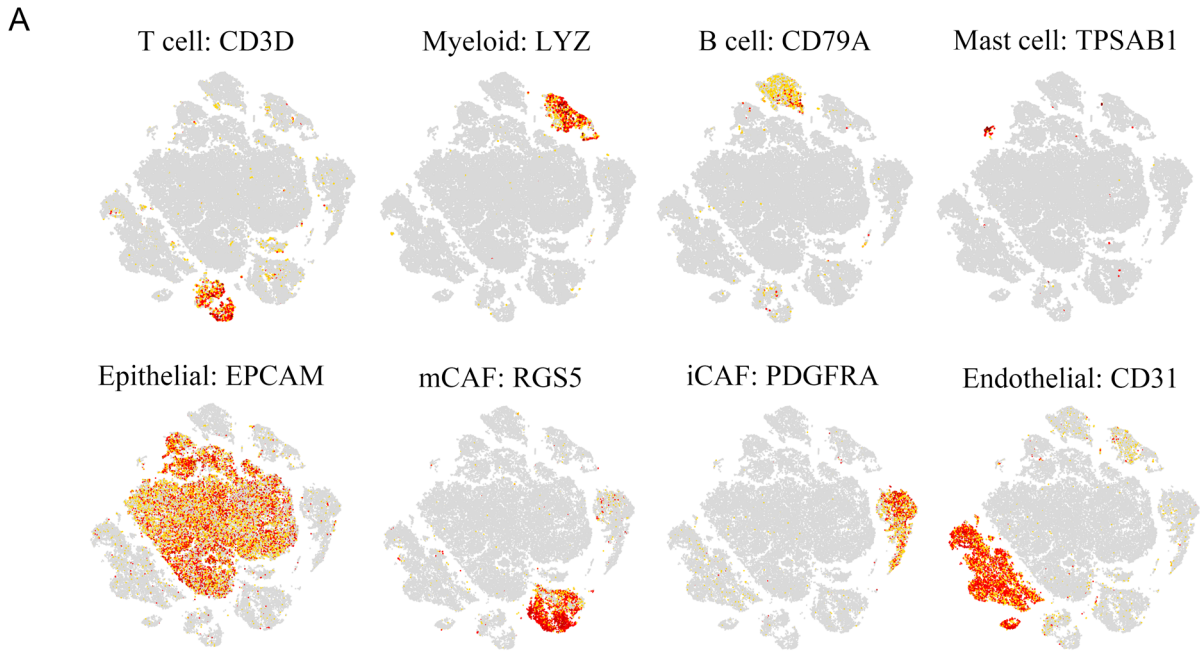 A
T cell: CD3D
Myeloid: LYZ
B cell: CD79A
Mast cell: TPSAB1
Epithelial: EPCAM
mCAF: RGS5
iCAF: PDGFRA
Endothelial: CD31